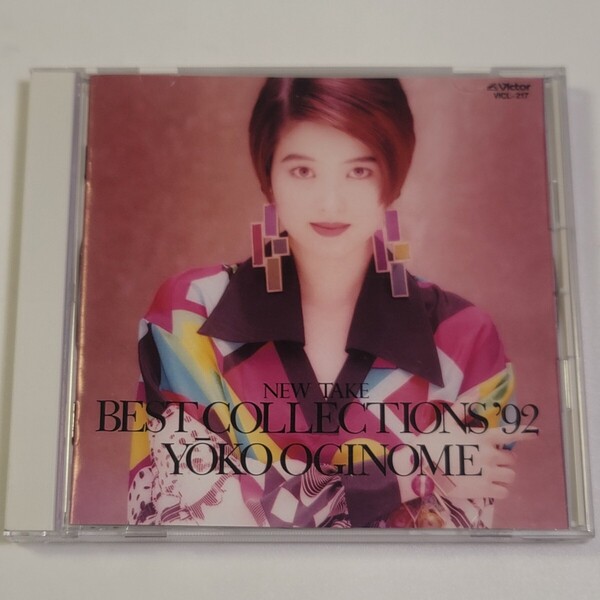 Victor
VICL-217
NEW TAKE
BEST COLLECTIONS '92
YŌKO OGINOME